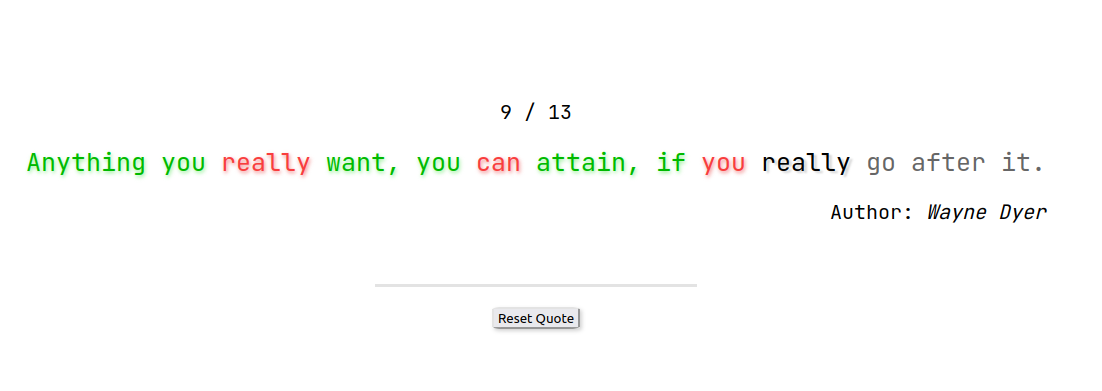 9 / 13
Anything you really want, you can attain, if you really go after it.
Author: Wayne Dyer
Reset Quote